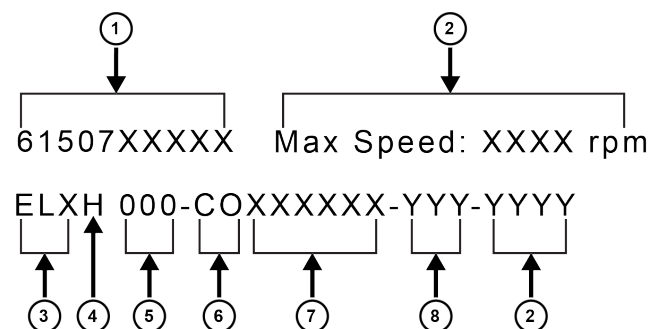 1 2
61507XXXXX Max Speed: XXXX rpm
ELXH 000-COXXXXXX-YYY-YYYY
3 4 5 6 7 8 2